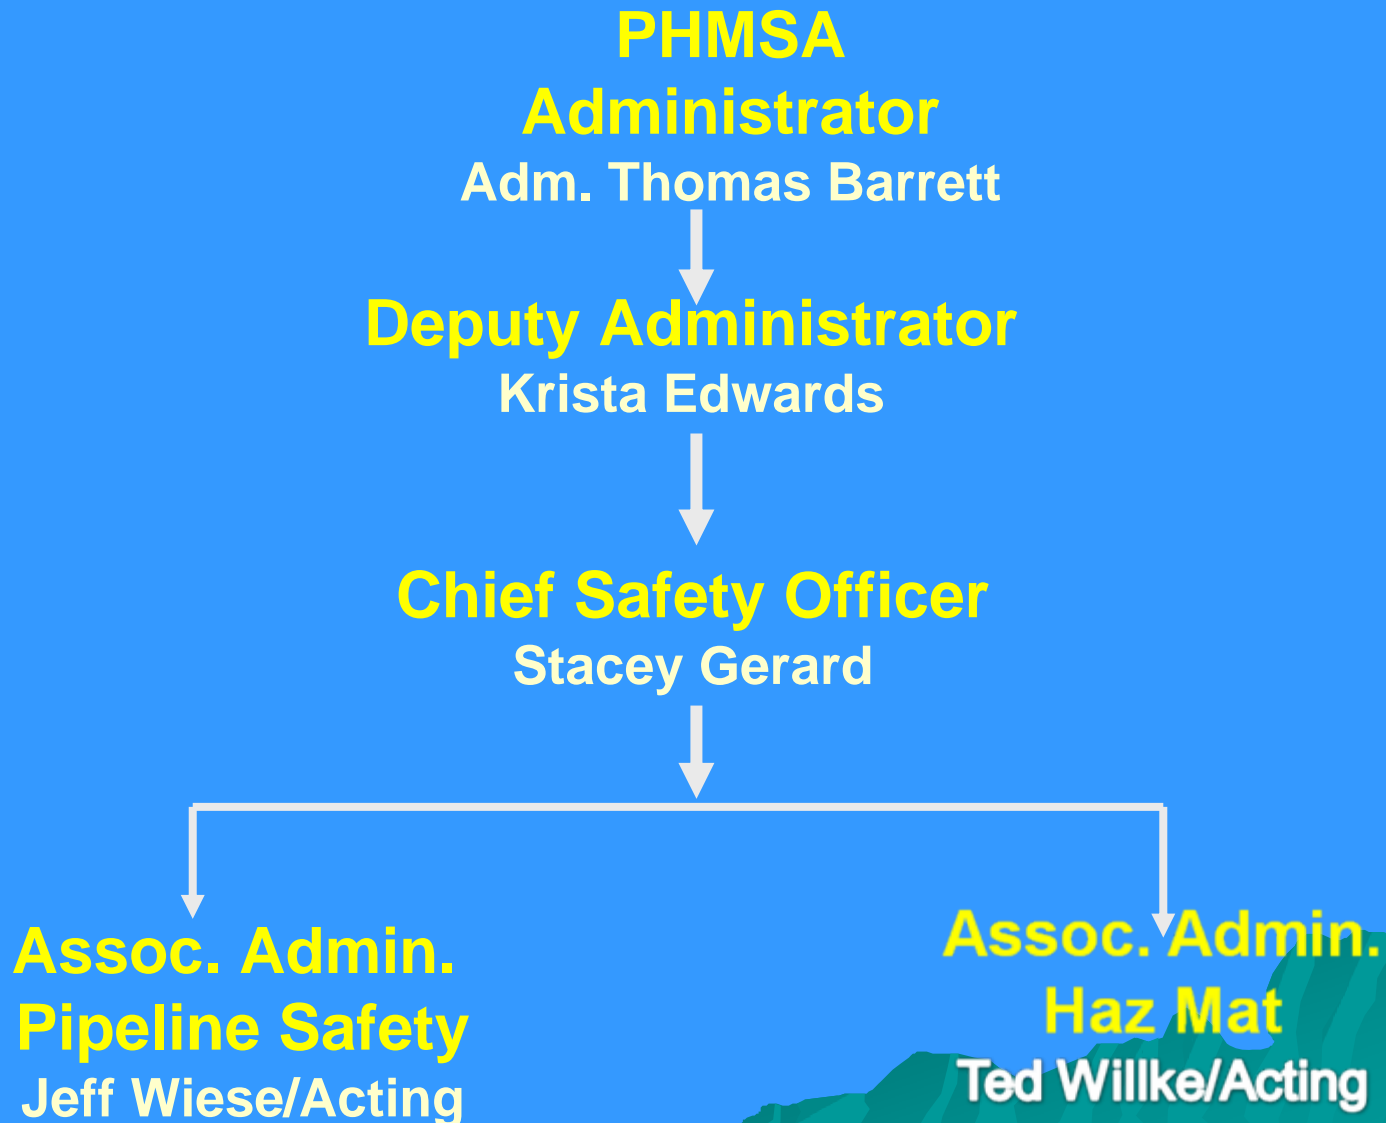 PHMSA
Administrator
Adm. Thomas Barrett
Deputy Administrator
Krista Edwards
Chief Safety Officer
Stacey Gerard
Assoc. Admin.
Pipeline Safety
Jeff Wiese/Acting
Assoc. Admin.
Haz Mat
Ted Willke/Acting